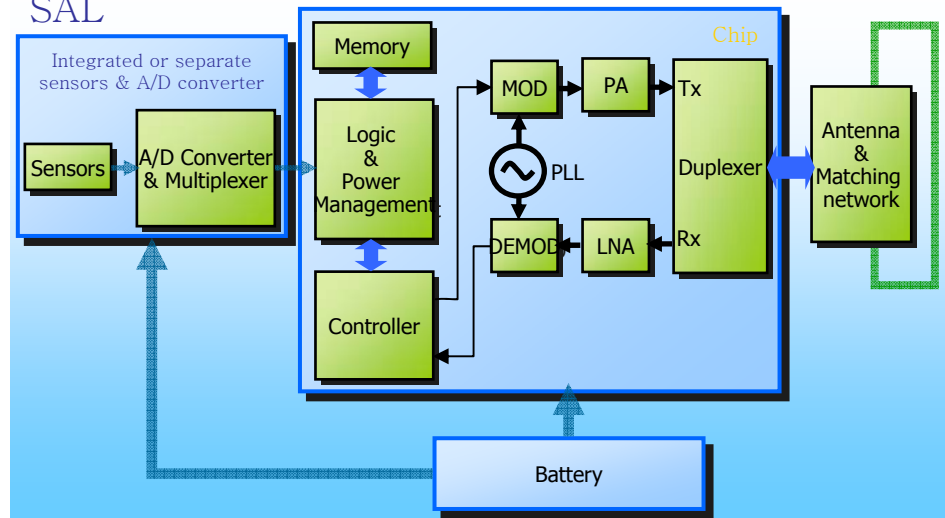 SAL
Integrated or separate
sensors & A/D converter
Sensors
A/D Converter
& Multiplexer
Chip
Memory
Logic
&
Power
Management
Controller
MOD
PA
Tx
PLL
Duplexer
DEMOD
LNA
Rx
Antenna
&
Matching
network
Battery